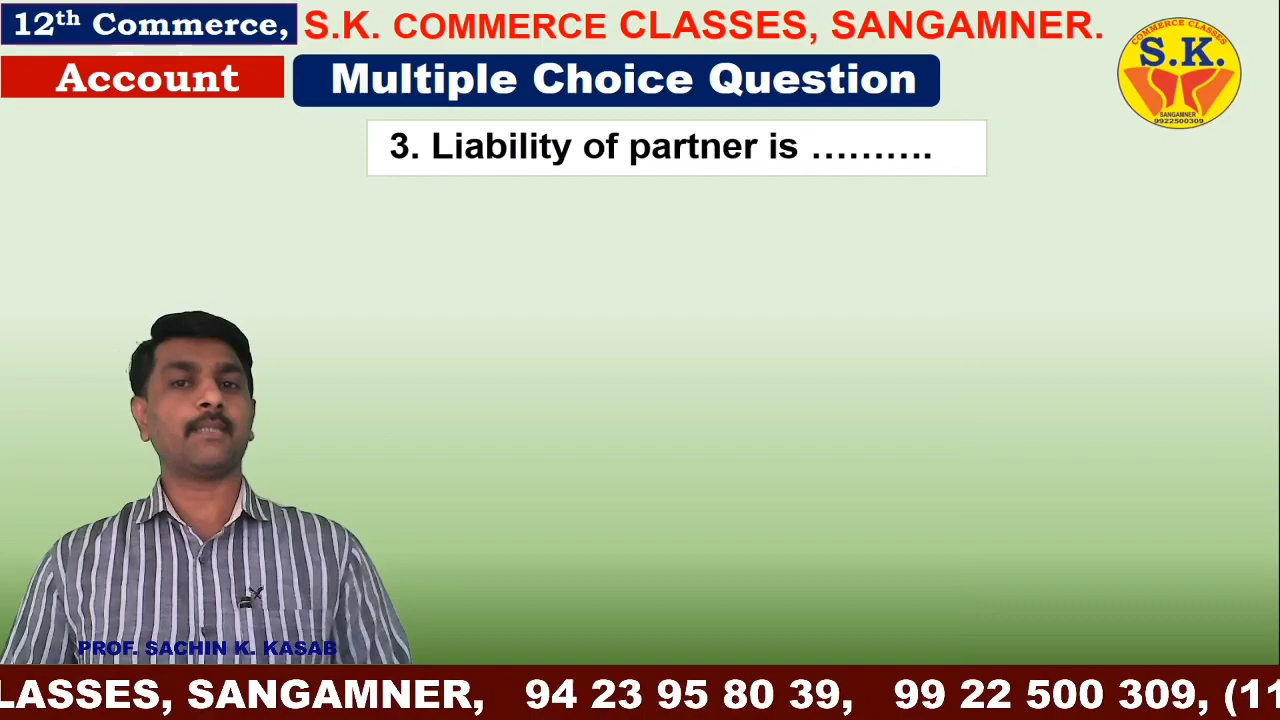 12th Commerce,
S.K. COMMERCE CLASSES, SANGAMNER.
Account
Multiple Choice Question
COMMERCE CLASSES
S.K.
SANGAMNER
9922500309
3. Liability of partner is ……….
PROF. SACHIN K. KASAB
LASSES, SANGAMNER, 94 23 95 80 39, 99 22 500 309, (11